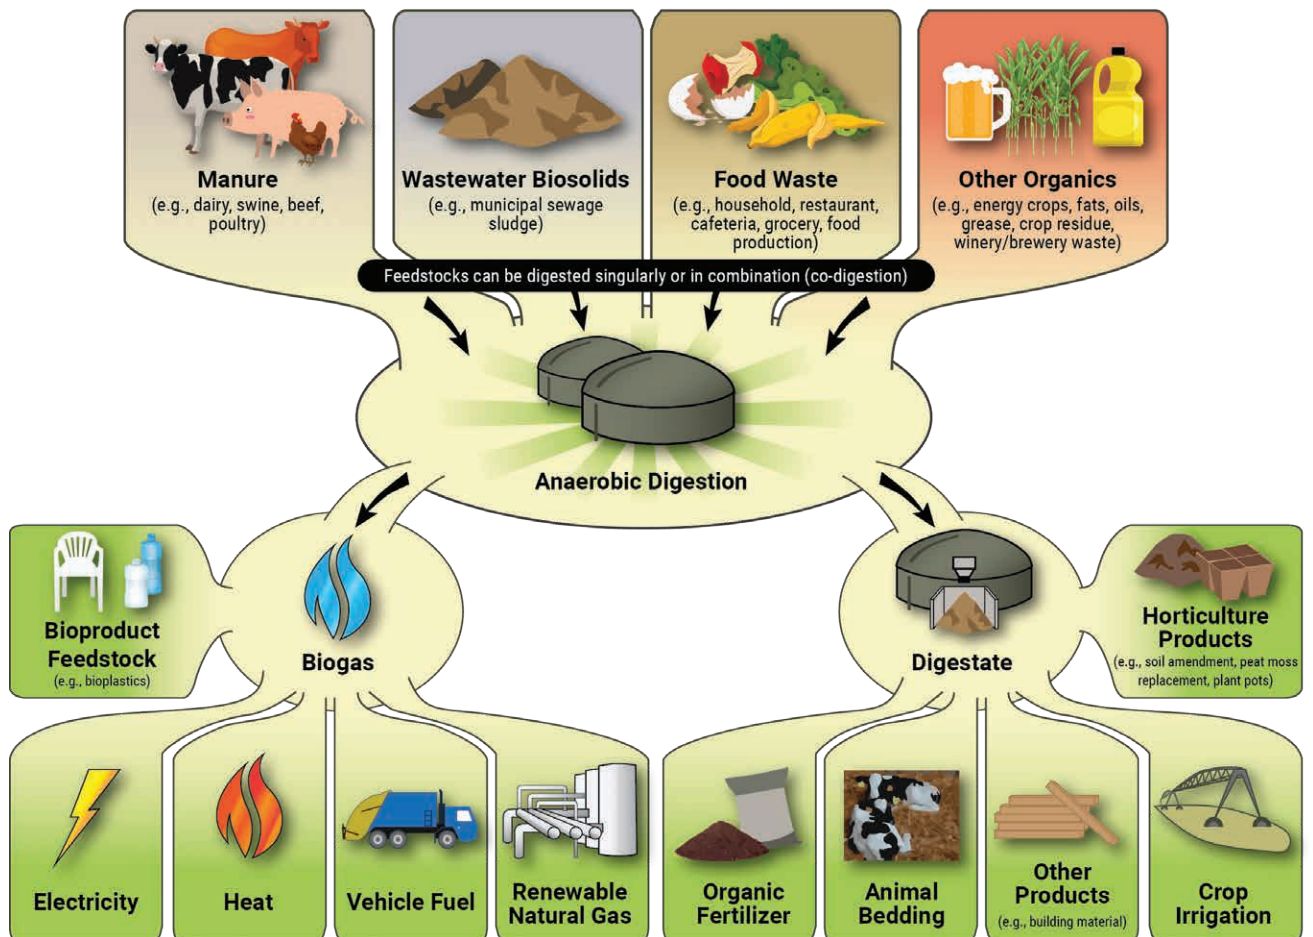 Manure
(e.g., dairy, swine, beef,
poultry)
Wastewater Biosolids
(e.g., municipal sewage
sludge)
Food Waste
(e.g., household, restaurant,
cafeteria, grocery, food
production)
Other Organics
(e.g., energy crops, fats, oils,
grease, crop residue,
winery/brewery waste)
Feedstocks can be digested singularly or in combination (co-digestion)
Anaerobic Digestion
Bioproduct
Feedstock
(e.g., bioplastics)
Biogas
Digestate
Horticulture
Products
(e.g., soil amendment, peat moss
replacement, plant pots)
Electricity
Heat
Vehicle Fuel
Renewable
Natural Gas
Organic
Fertilizer
Animal
Bedding
Other
Products
(e.g., building material)
Crop
Irrigation